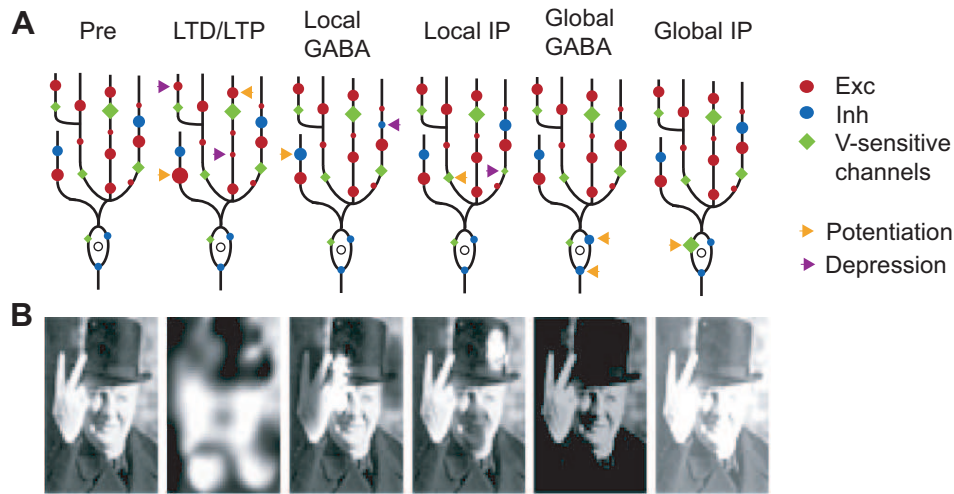 A
Pre
LTD/LTP
Local
GABA
Local IP
Global
GABA
Global IP
Exc
Inh
V-sensitive
channels
Potentiation
Depression
B